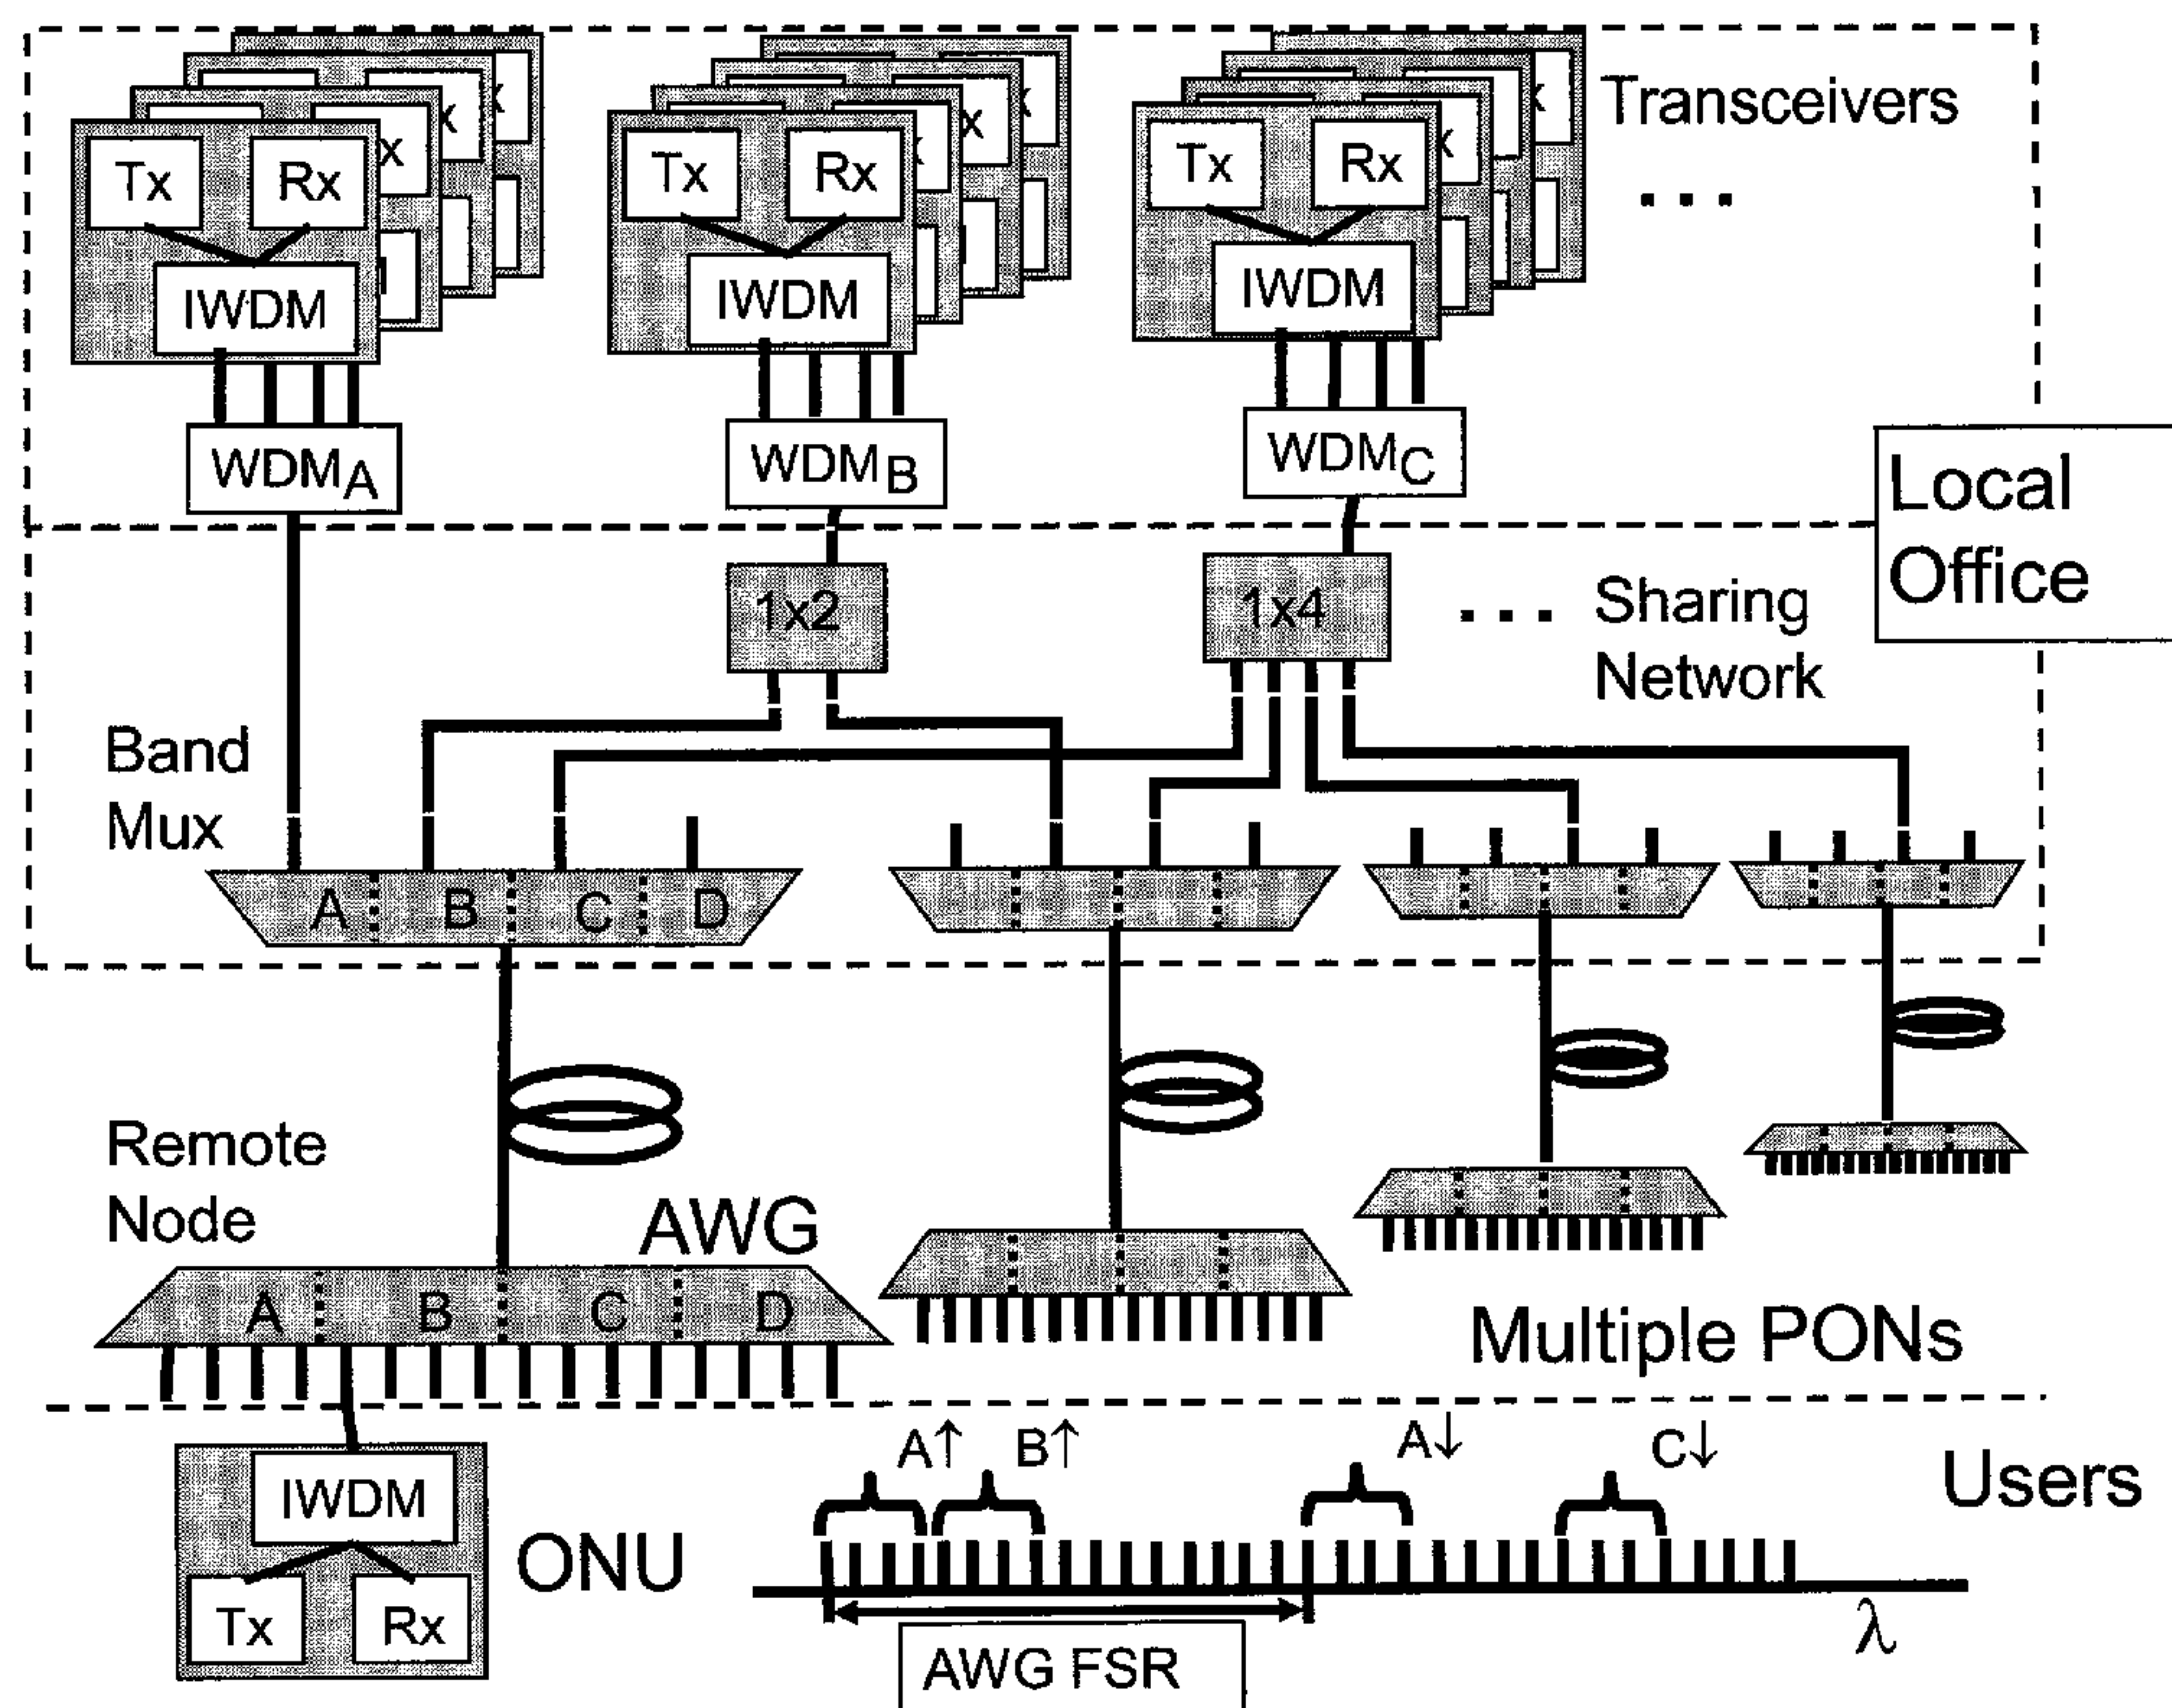 Transceivers
. . .
Tx Rx
IWDM
Tx Rx
IWDM
Tx Rx
IWDM
x x x
x x
x x
WDMA
WDMB
WDMC
Local
Office
1x2
1x4
. . . Sharing
Network
Band
Mux
A B C D
Remote
Node
AWG
A B C D
Multiple PONs
A↑ B↑ A↓ C↓
Users
IWDM
Tx Rx
ONU
λ
AWG FSR